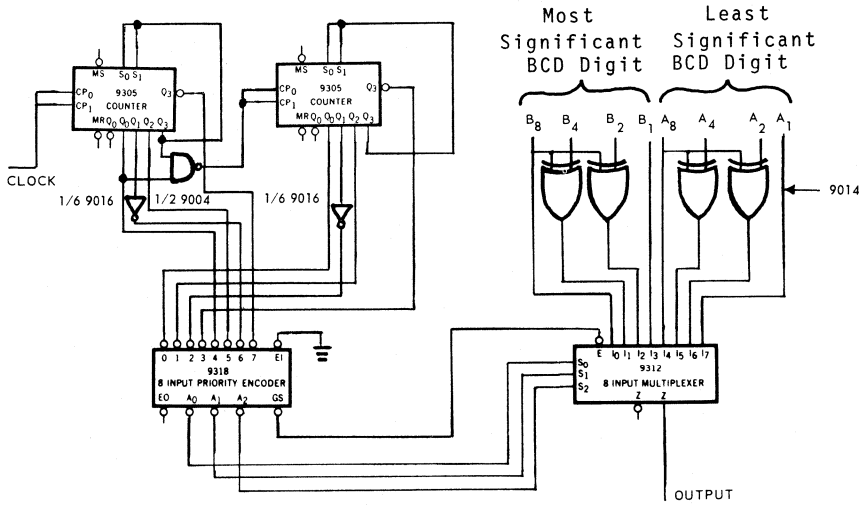 Most
Significant
BCD Digit
Least
Significant
BCD Digit
B8 B4 B2 B1 A8 A4 A2 A1
9014
MS S0 S1
CP0 9305 Q3
CP1 COUNTER
MR Q0 Q0 Q1 Q2 Q3
MS S0 S1
CP0 9305 Q3
CP1 COUNTER
MR Q0 Q0 Q1 Q2 Q3
CLOCK
1/6 9016
1/2 9004
1/6 9016
0 1 2 3 4 5 6 7 EI
9318
8 INPUT PRIORITY ENCODER
EO A0 A1 A2 GS
E I0 I1 I2 I3 I4 I5 I6 I7
S0 9312
S1 8 INPUT MULTIPLEXER
S2
Z Z
OUTPUT